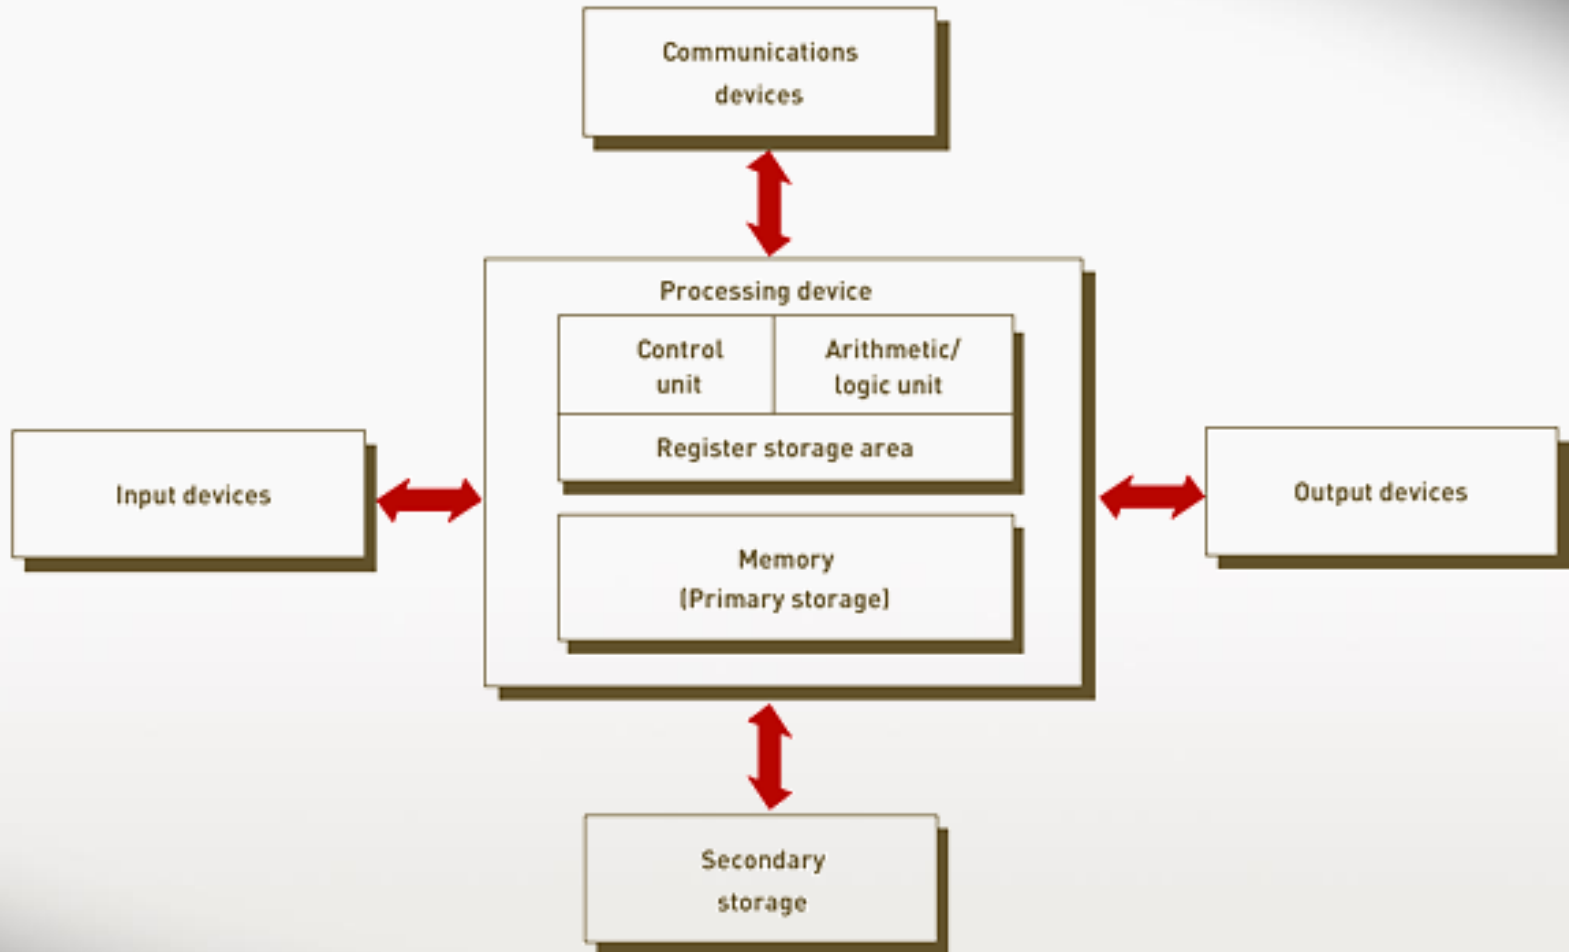 Communications
devices
Processing device
Control
unit
Arithmetic/
logic unit
Register storage area
Input devices
Output devices
Memory
(Primary storage)
Secondary
storage